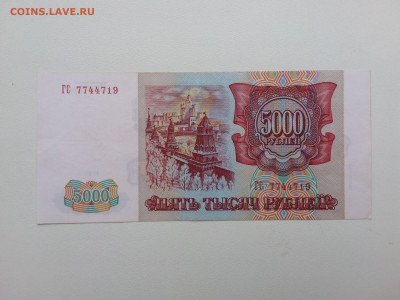 COINS.LAVE.RU
ГС 7744719
5000
РУБЛЕЙ
ГС 7744719
5000
ПЯТЬ ТЫСЯЧ РУБЛЕЙ